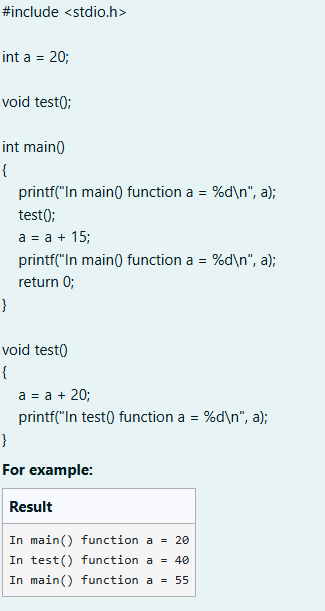 #include <stdio.h>
int a = 20;
void test();
int main()
{
printf("In main() function a = %d\n", a);
test();
a = a + 15;
printf("In main() function a = %d\n", a);
return 0;
}
void test()
{
a = a + 20;
printf("In test() function a = %d\n", a);
}
For example:
Result
In main() function a = 20
In test() function a = 40
In main() function a = 55